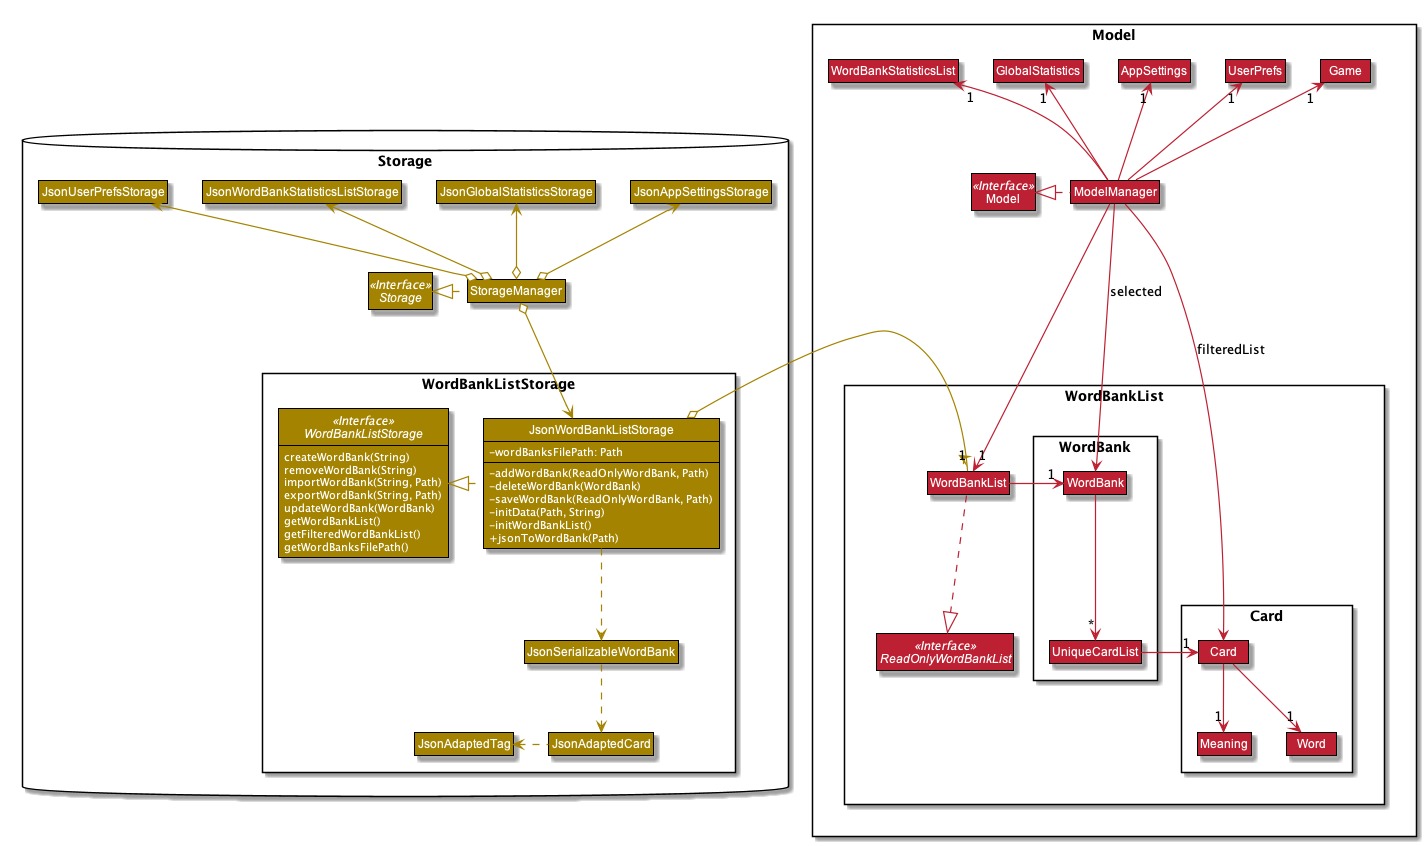 Model
WordBankStatisticsList
GlobalStatistics
AppSettings
UserPrefs
Game
1
1
1
1
1
«Interface»
Model
ModelManager
selected
filteredList
Storage
JsonUserPrefsStorage
JsonWordBankStatisticsListStorage
JsonGlobalStatisticsStorage
JsonAppSettingsStorage
«Interface»
Storage
StorageManager
WordBankListStorage
«Interface»
WordBankListStorage
createWordBank(String)
removeWordBank(String)
importWordBank(String, Path)
exportWordBank(String, Path)
updateWordBank(WordBank)
getWordBankList()
getFilteredWordBankList()
getWordBanksFilePath()
JsonWordBankListStorage
-wordBanksFilePath: Path
-addWordBank(ReadOnlyWordBank, Path)
-deleteWordBank(WordBank)
-saveWordBank(ReadOnlyWordBank, Path)
-initData(Path, String)
-initWordBankList()
+jsonToWordBank(Path)
JsonSerializableWordBank
JsonAdaptedTag
JsonAdaptedCard
WordBankList
1
1
WordBankList
1
WordBank
WordBank
*
«Interface»
ReadOnlyWordBankList
UniqueCardList
1
Card
Card
1
1
Meaning
Word